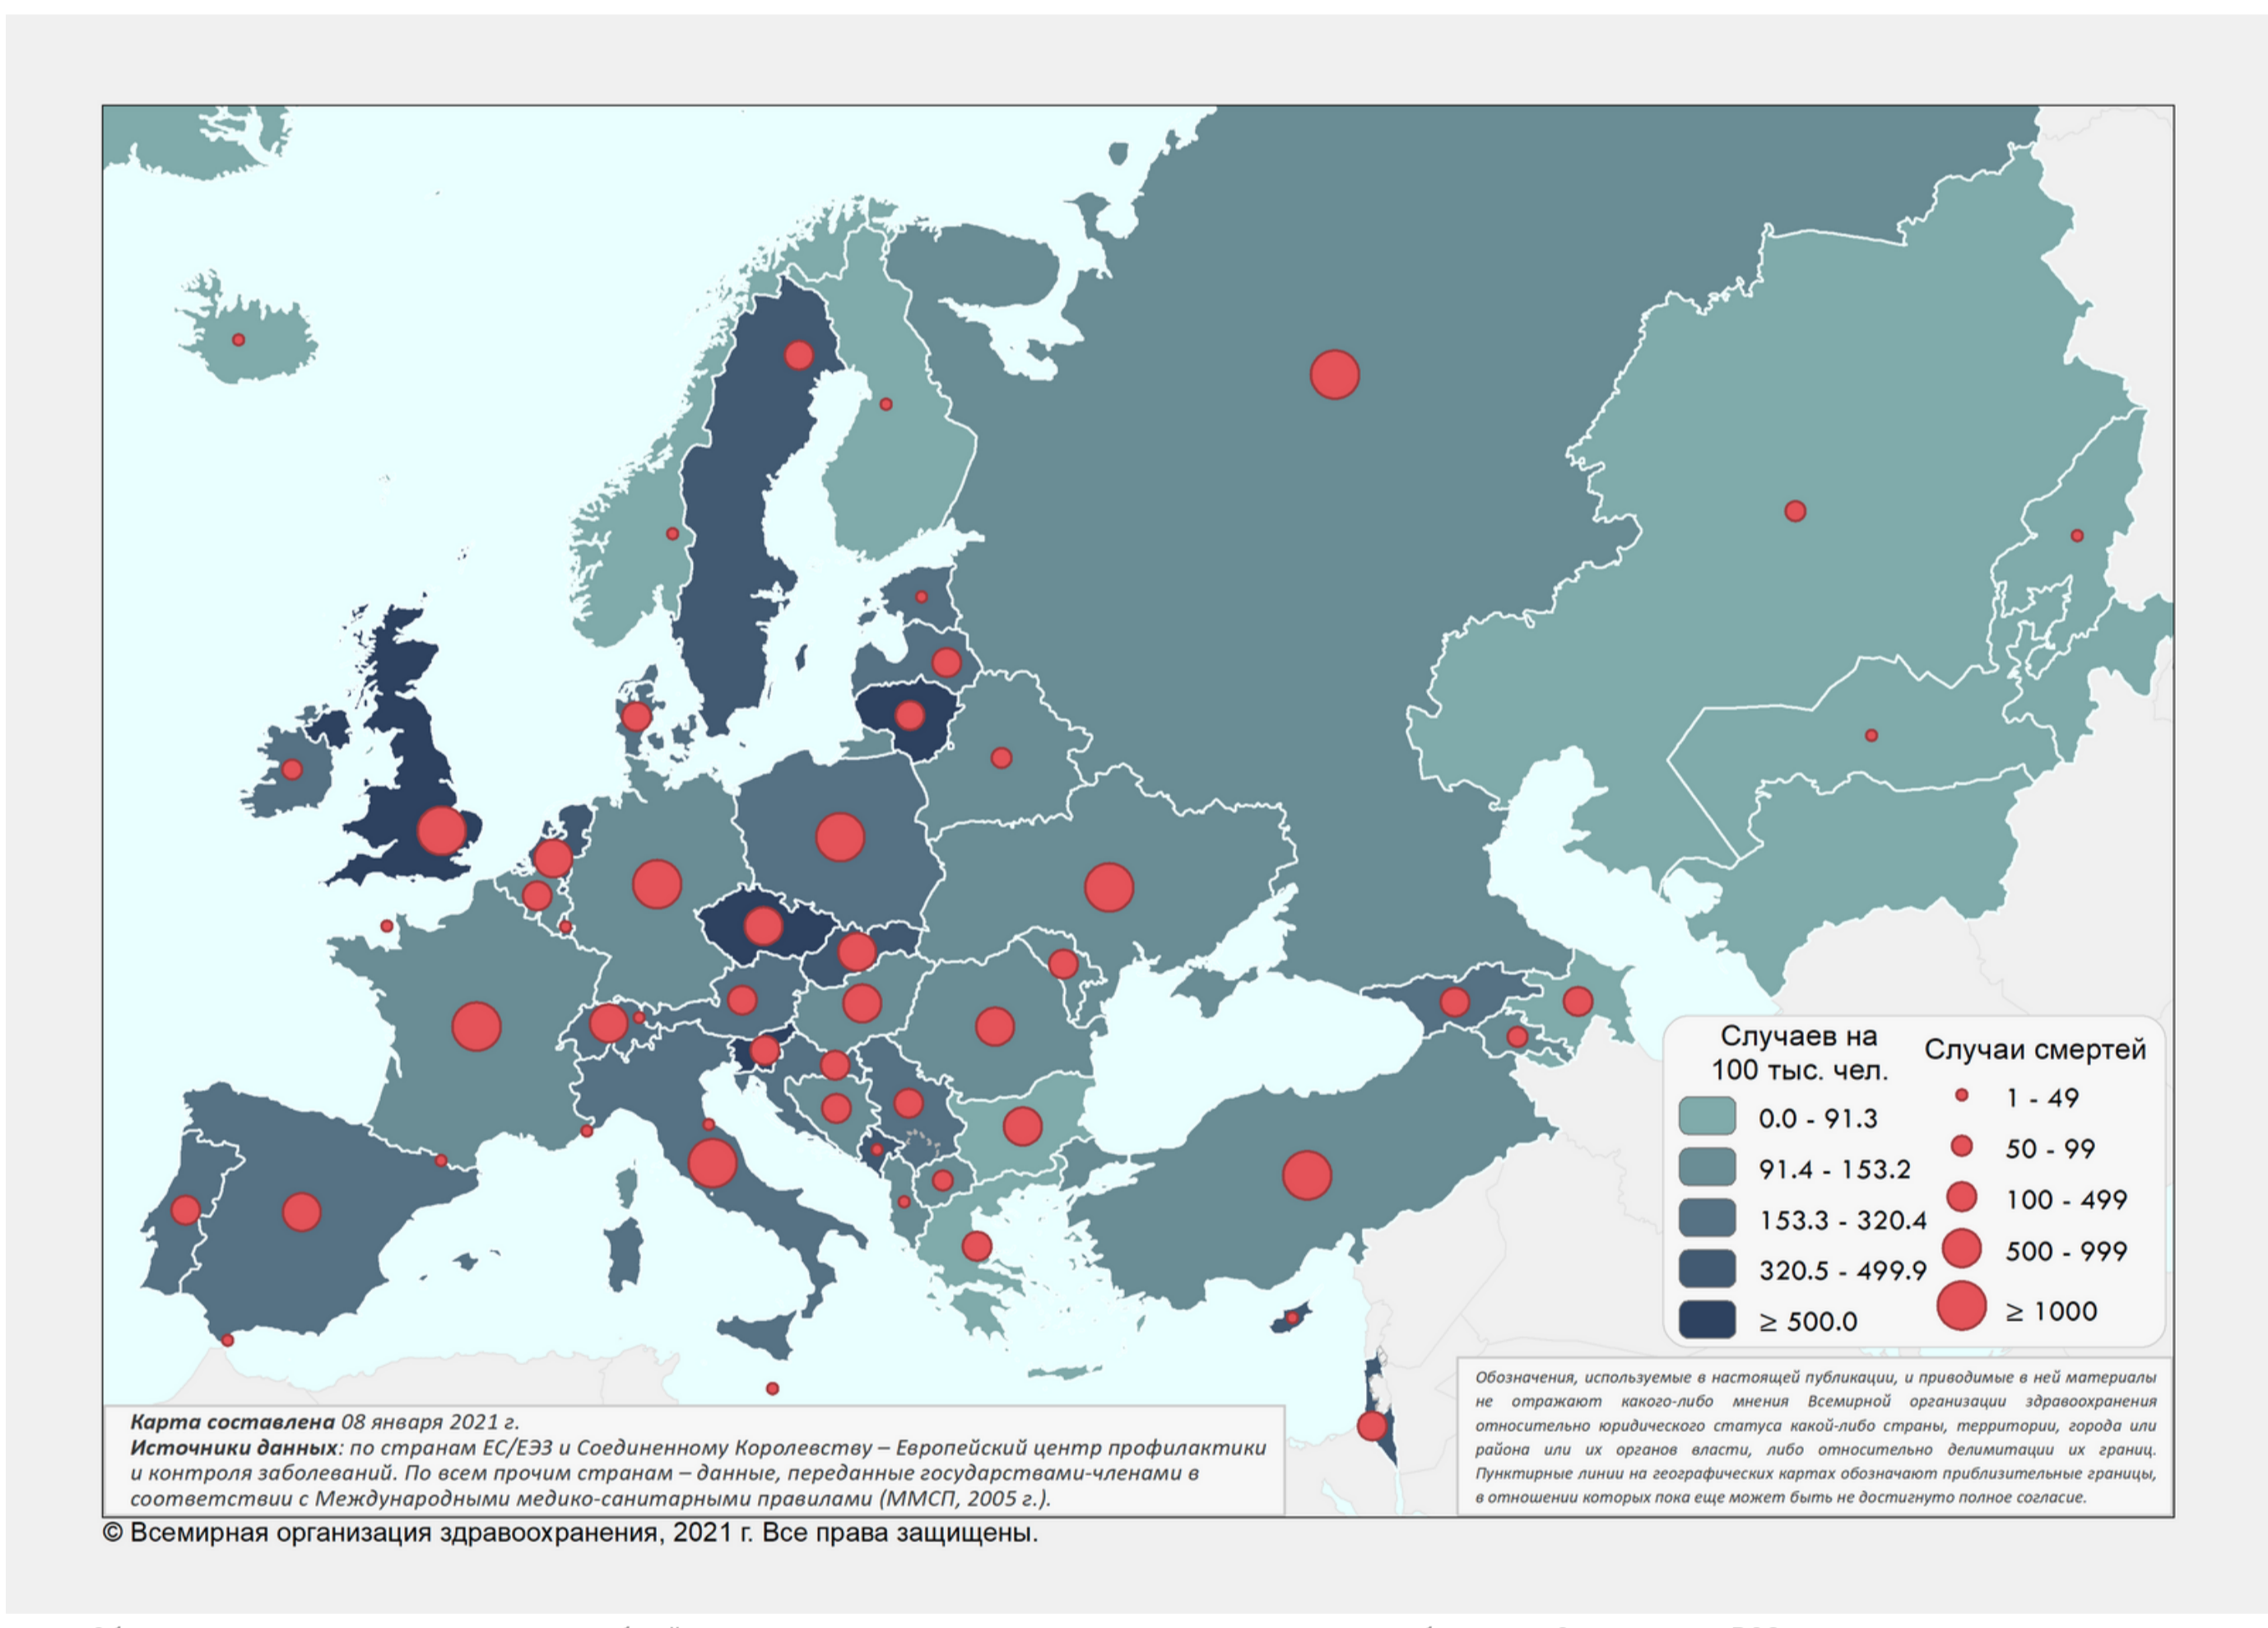 Случаев на
100 тыс. чел.
0.0 - 91.3
91.4 - 153.2
153.3 - 320.4
320.5 - 499.9
≥ 500.0
Случаи смертей
1 - 49
50 - 99
100 - 499
500 - 999
≥ 1000
Обозначения, используемые в настоящей публикации, и приводимые в ней материалы
не отражают какого-либо мнения Всемирной организации здравоохранения
относительно юридического статуса какой-либо страны, территории, города или
района или их органов власти, либо относительно делимитации их границ.
Пунктирные линии на географических картах обозначают приблизительные границы,
в отношении которых пока еще может быть не достигнуто полное согласие.
Карта составлена 08 января 2021 г.
Источники данных: по странам ЕС/ЕЭЗ и Соединенному Королевству – Европейский центр профилактики
и контроля заболеваний. По всем прочим странам – данные, переданные государствами-членами в
соответствии с Международными медико-санитарными правилами (ММСП, 2005 г.).
© Всемирная организация здравоохранения, 2021 г. Все права защищены.